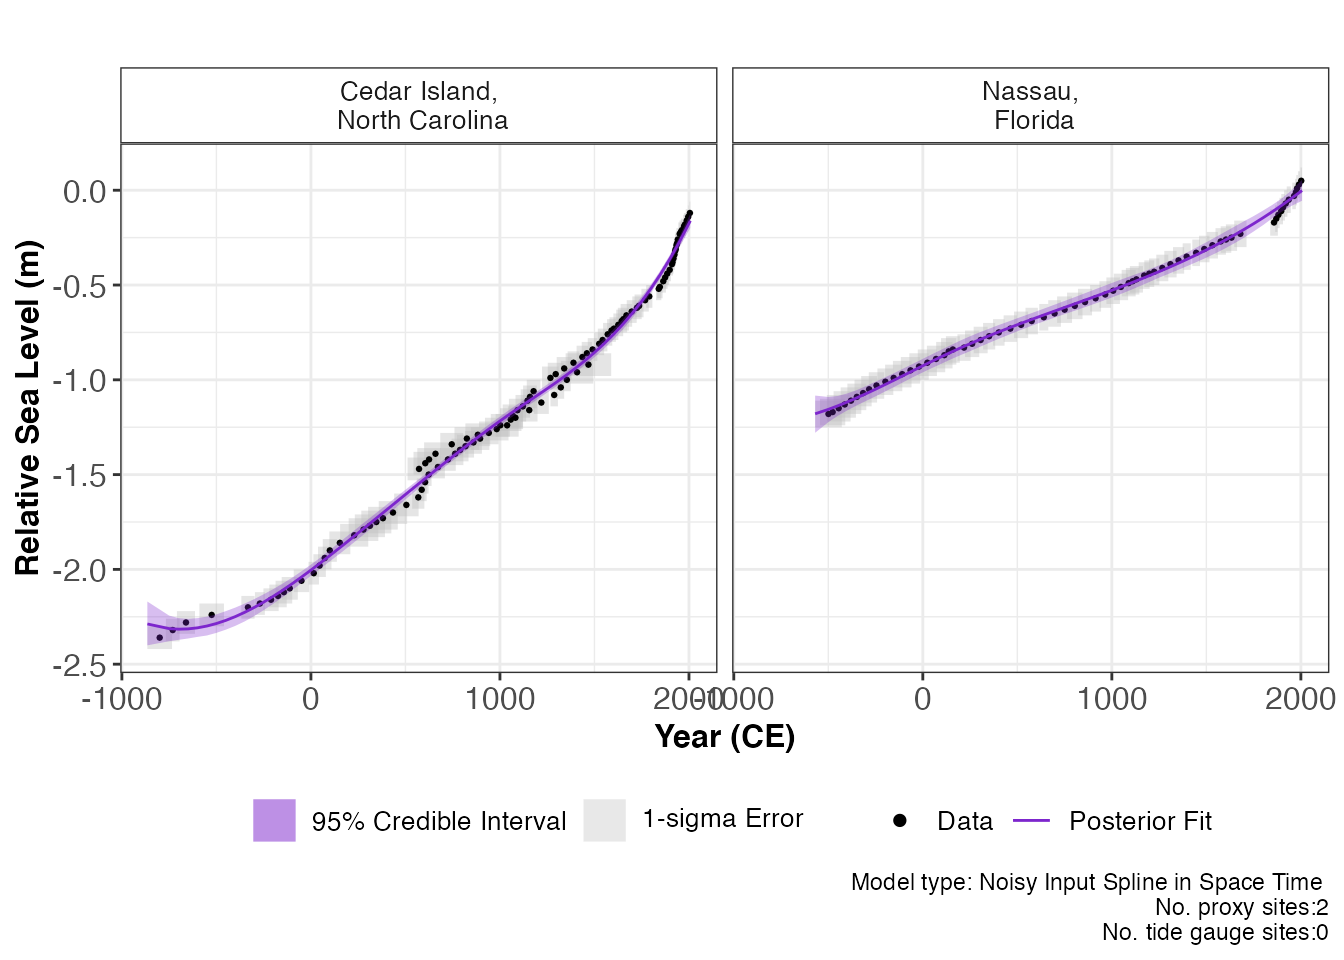 Cedar Island,
North Carolina
Nassau,
Florida
Relative Sea Level (m)
0.0
-0.5
-1.0
-1.5
-2.0
-2.5
-1000 0 1000 2000
-1000 0 1000 2000
Year (CE)
95% Credible Interval 1-sigma Error Data Posterior Fit
Model type: Noisy Input Spline in Space Time
No. proxy sites:2
No. tide gauge sites:0